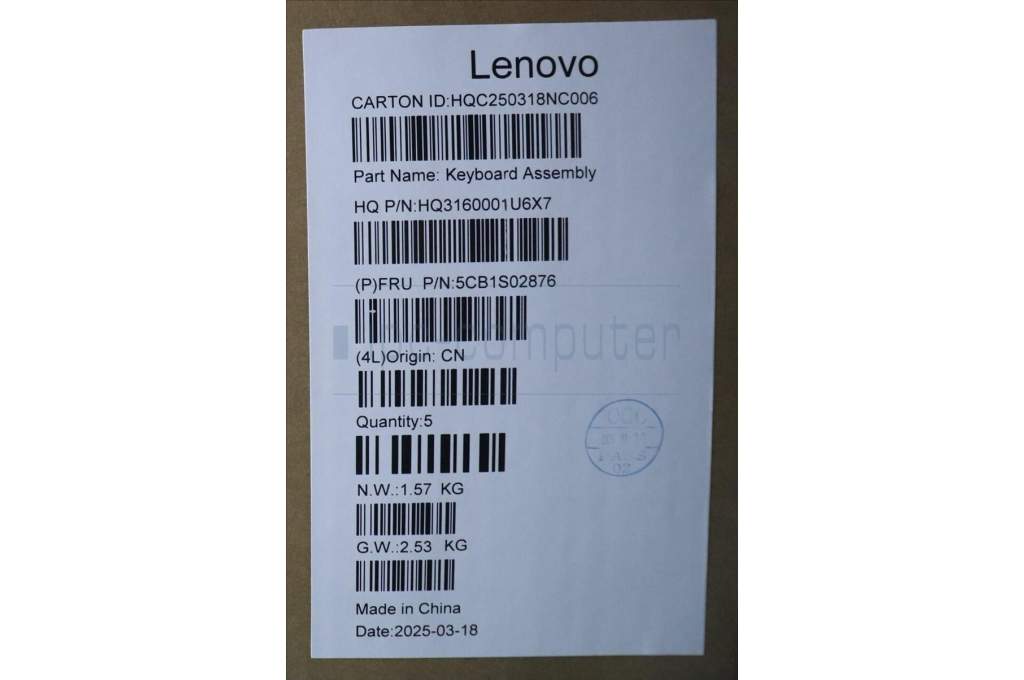 Lenovo
CARTON ID:HQC250318NC006
Part Name: Keyboard Assembly
HQ P/N:HQ3160001U6X7
(P)FRU P/N:5CB1S02876
computer
(4L)Origin: CN
Quantity:5
N.W.:1.57 KG
G.W.:2.53 KG
Made in China
Date:2025-03-18